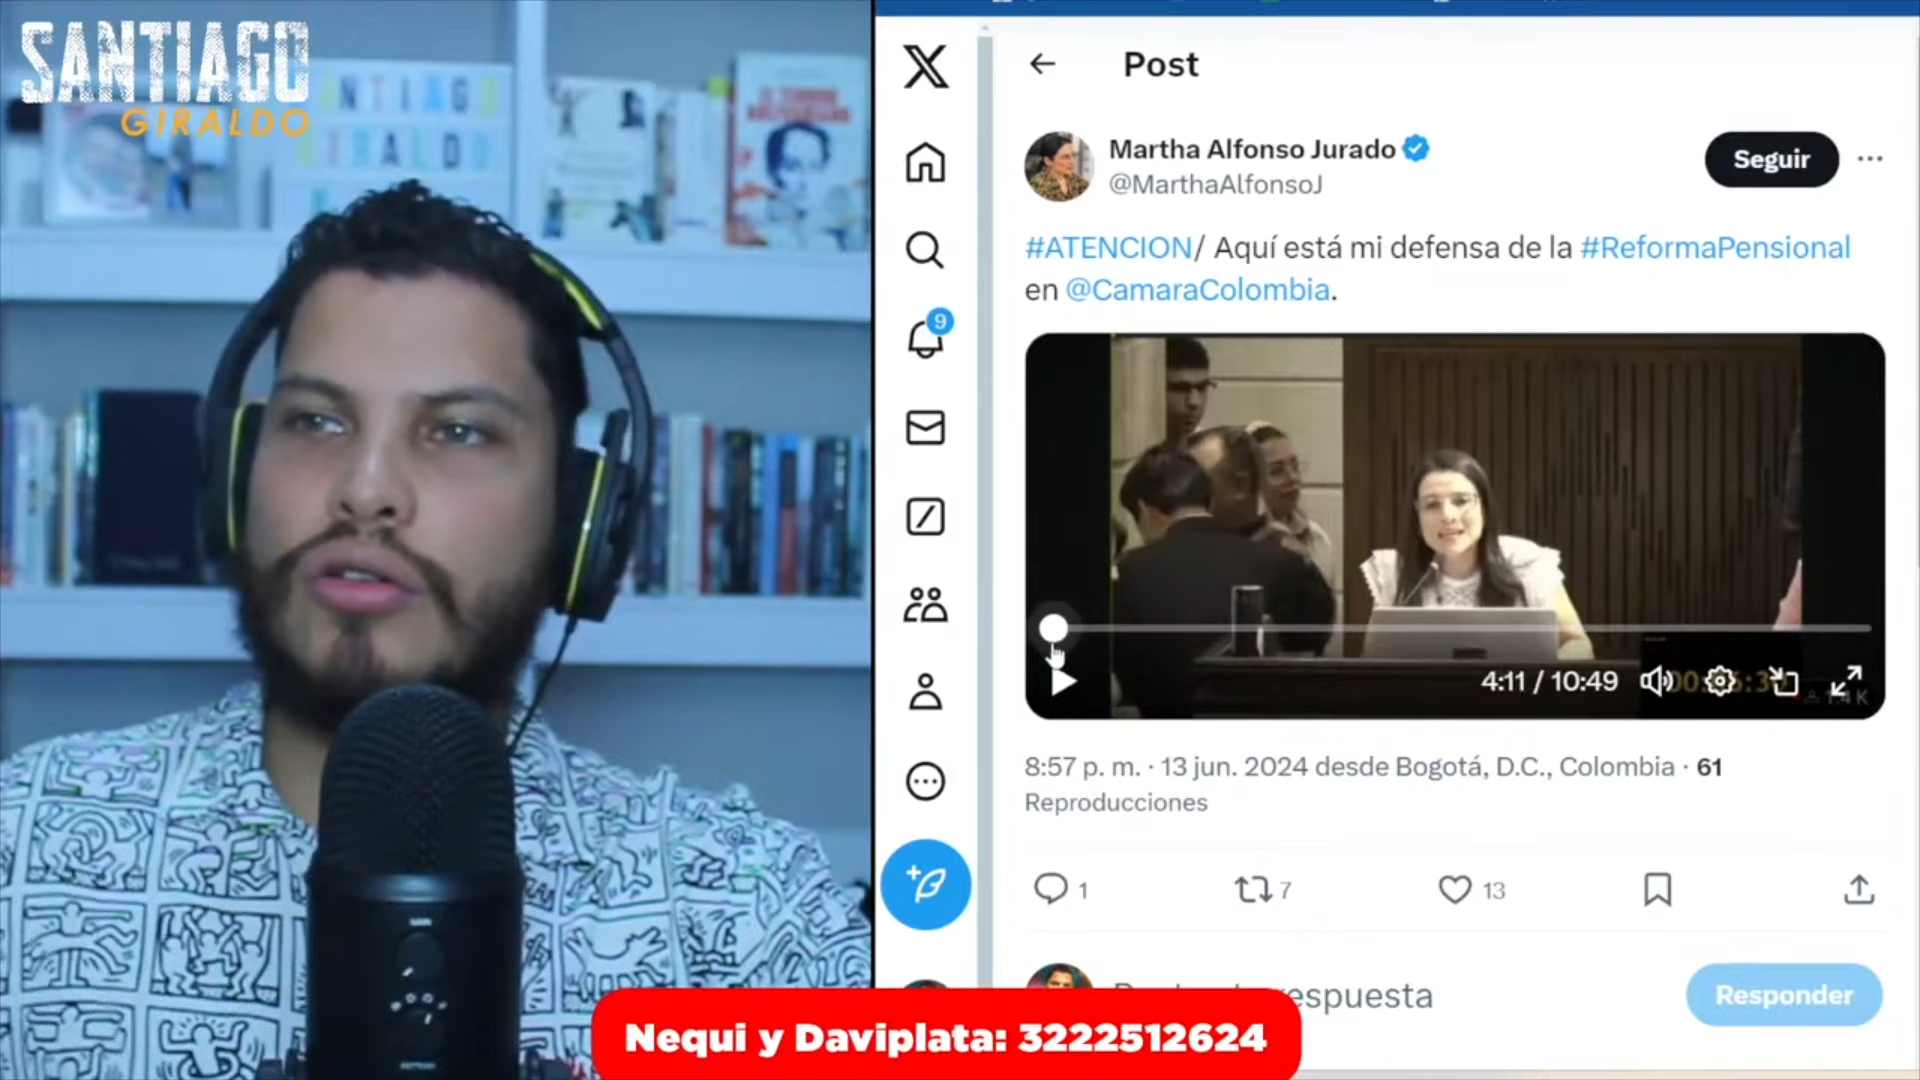 SANTIAGO
GIRALDO
Post
Martha Alfonso Jurado
@MarthaAlfonsoJ
Seguir
#ATENCION/ Aquí está mi defensa de la #ReformaPensional
en @CamaraColombia.
9
4:11 / 10:49
8:57 p. m. · 13 jun. 2024 desde Bogotá, D.C., Colombia · 61
Reproducciones
1
7
13
respuesta
Responder
Nequi y Daviplata: 3222512624